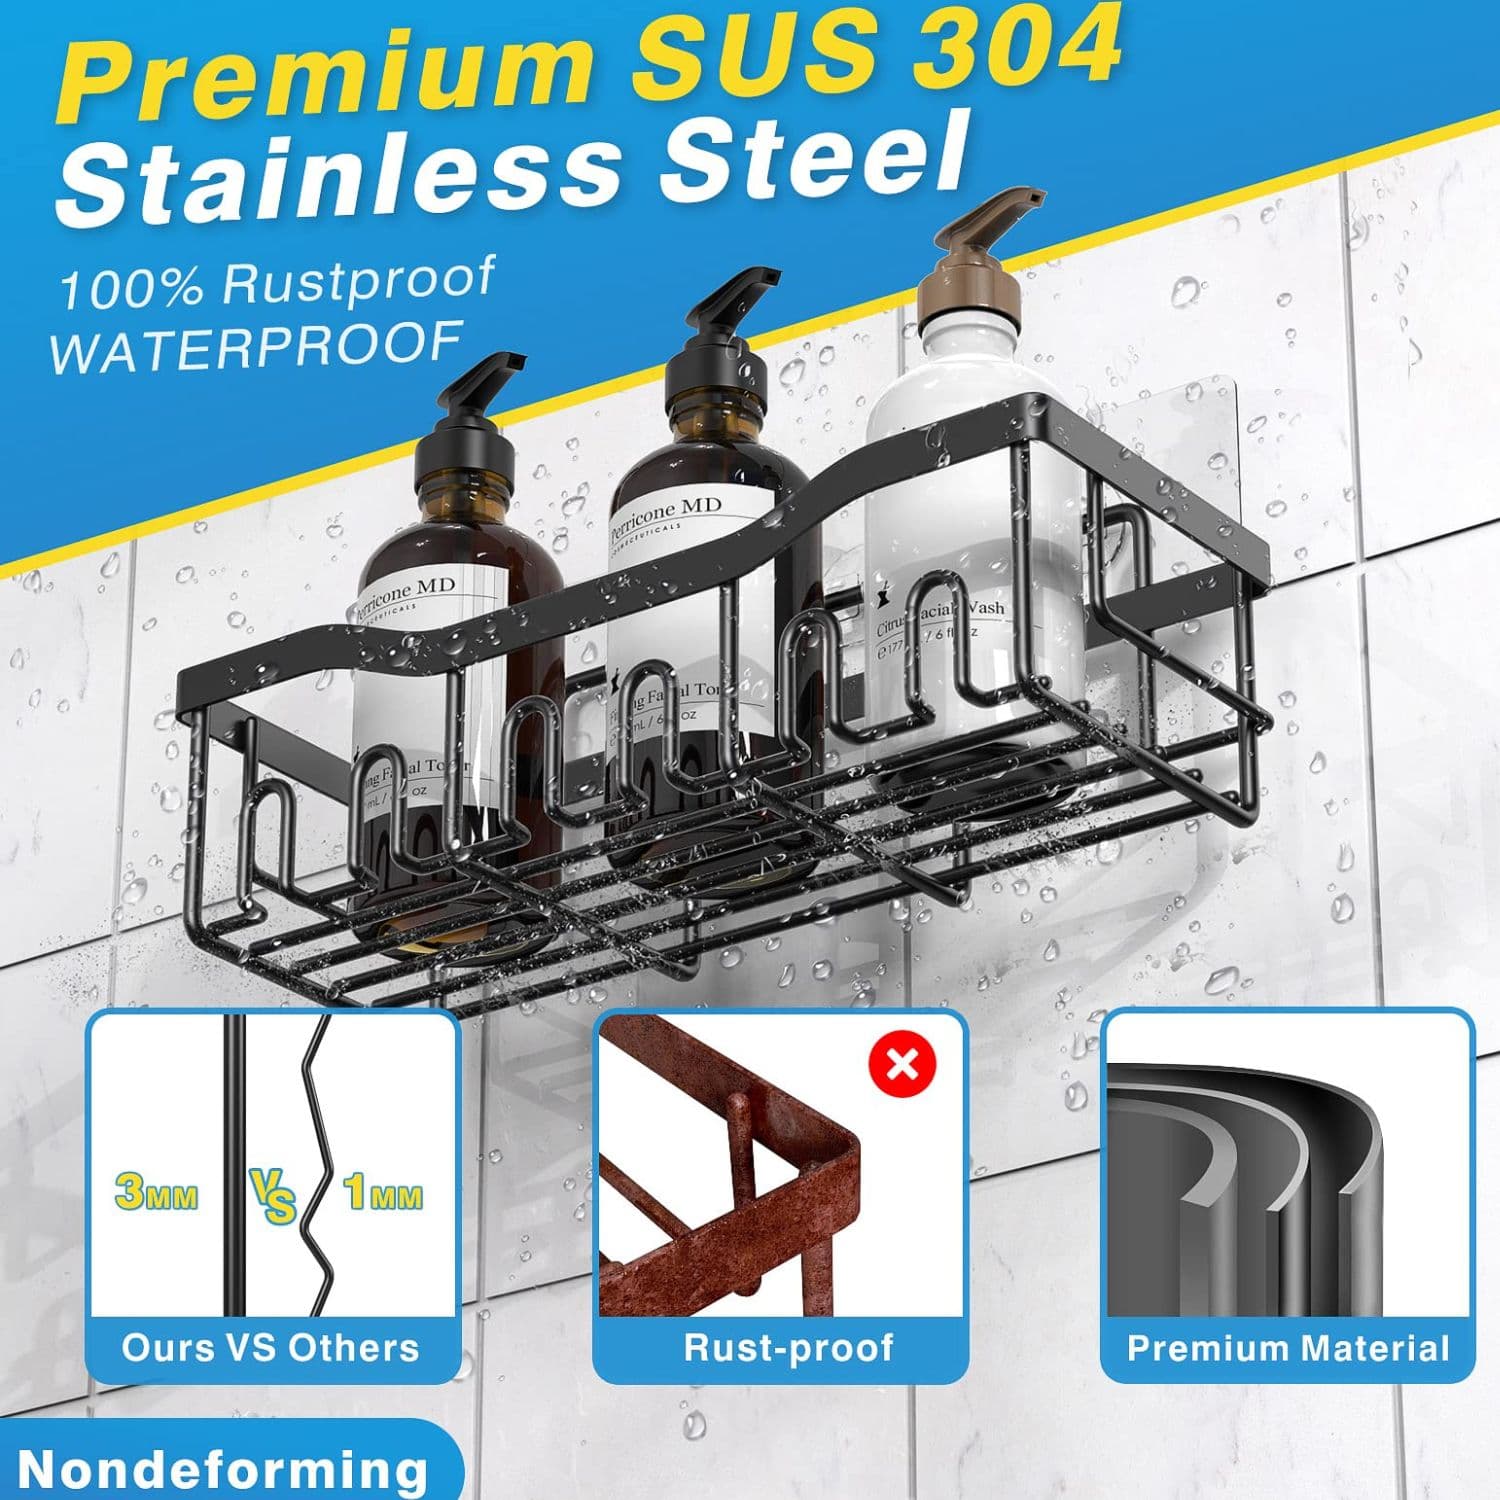 Premium SUS 304
Stainless Steel
100% Rustproof
WATERPROOF
Perricone MD
Perricone MD
COSMECEUTICALS
Citrus Facial Wash
3MM
VS
1MM
Ours VS Others
Rust-proof
Premium Material
Nondeforming